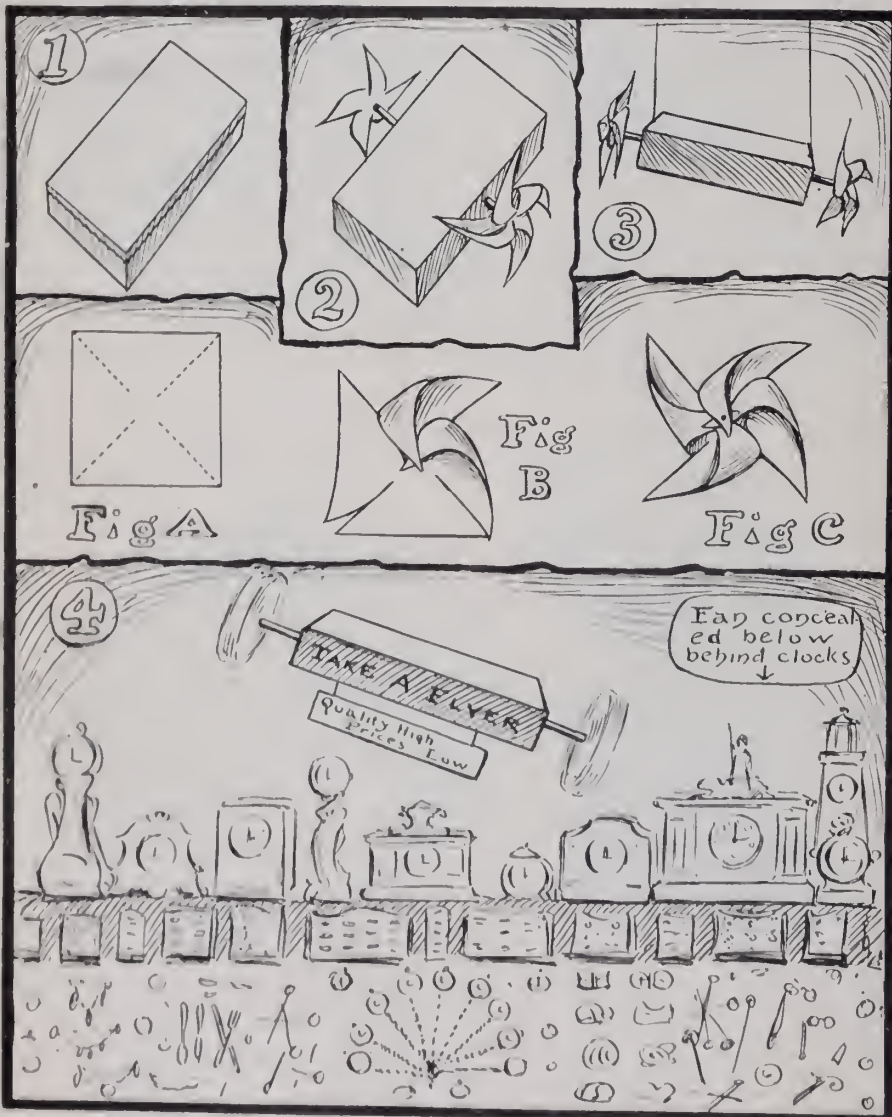 1
2
3
Fig A
Fig
B
Fig C
4
Fan conceal
ed below
behind clocks
TAKE A FLYER
Quality High
Prices Low